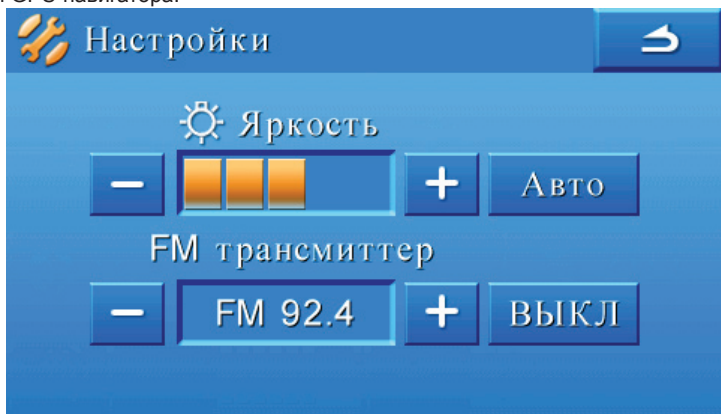 GPS навигатора.
Настройки
Яркость
− + Авто
FM трансмиттер
− FM 92.4 + ВЫКЛ